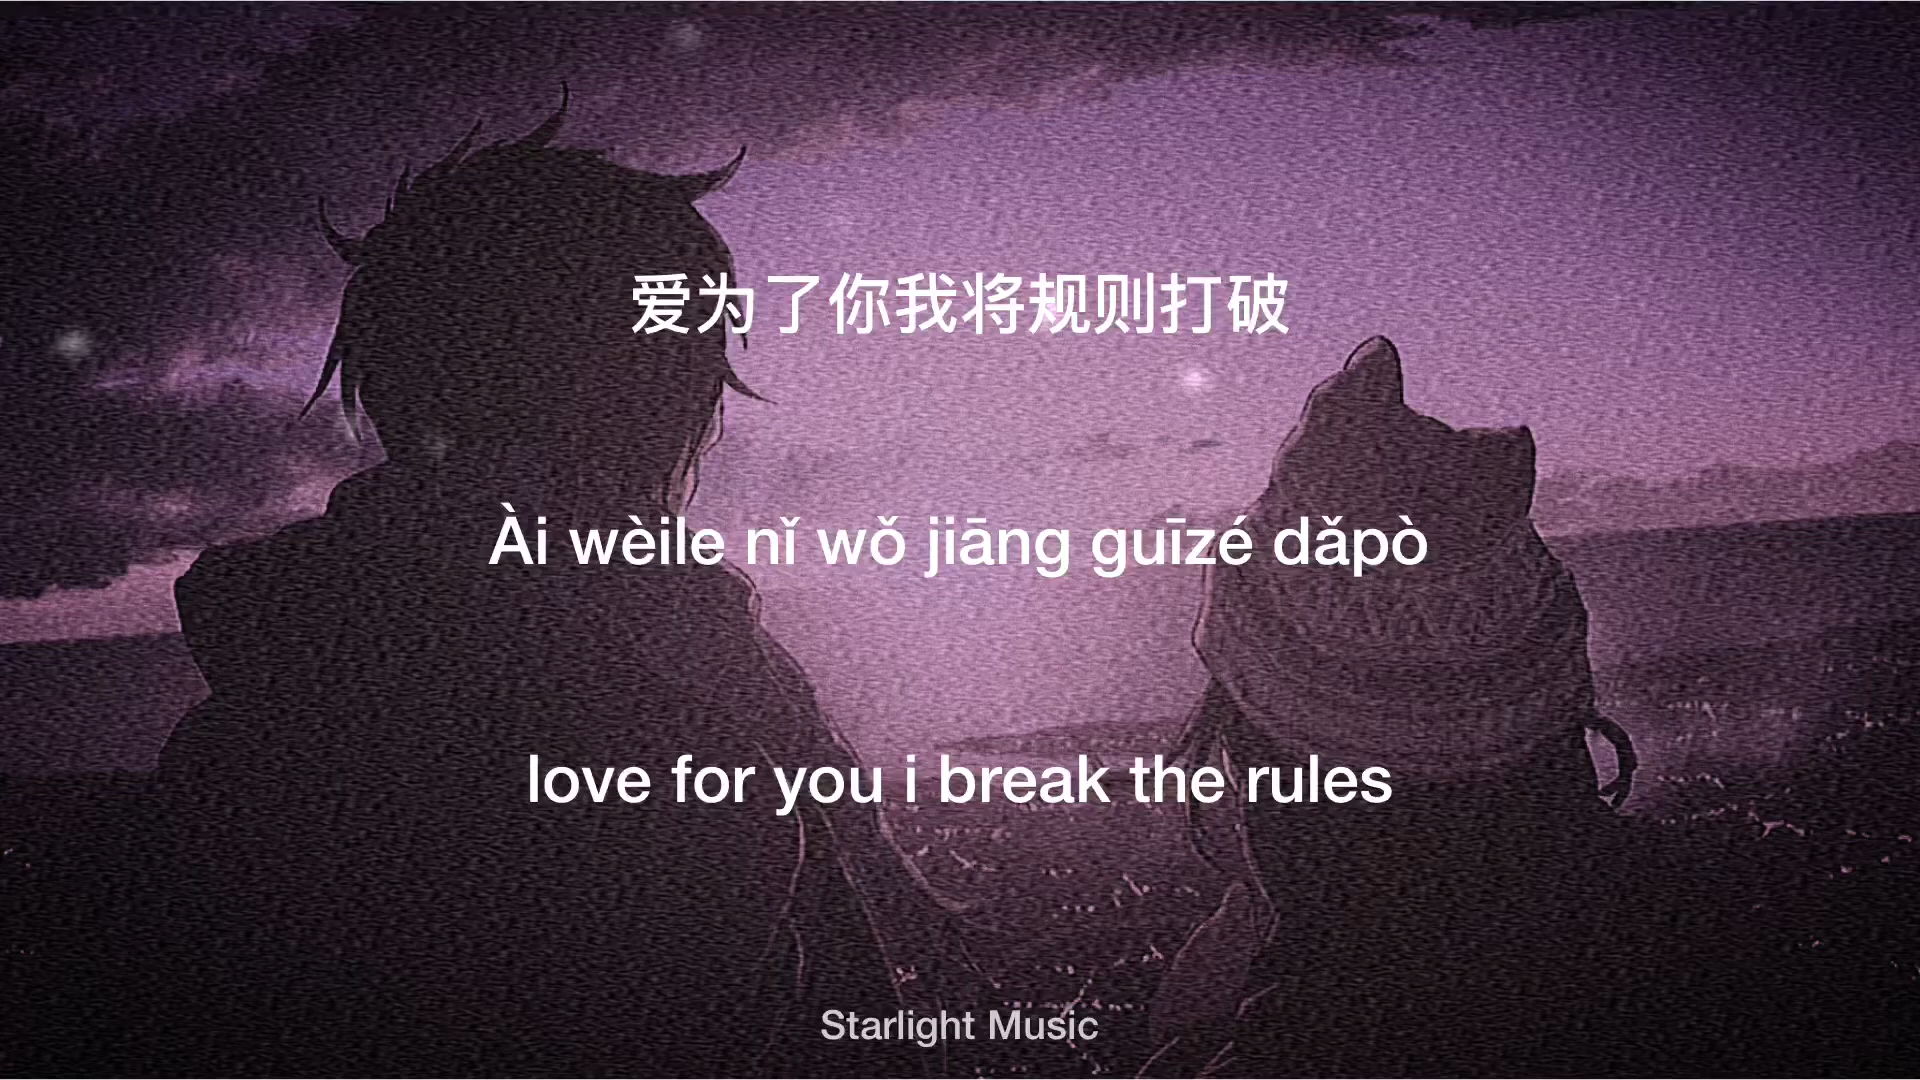 爱为了你我将规则打破
Ài wèile nǐ wǒ jiāng guīzé dǎpò
love for you i break the rules
Starlight Music